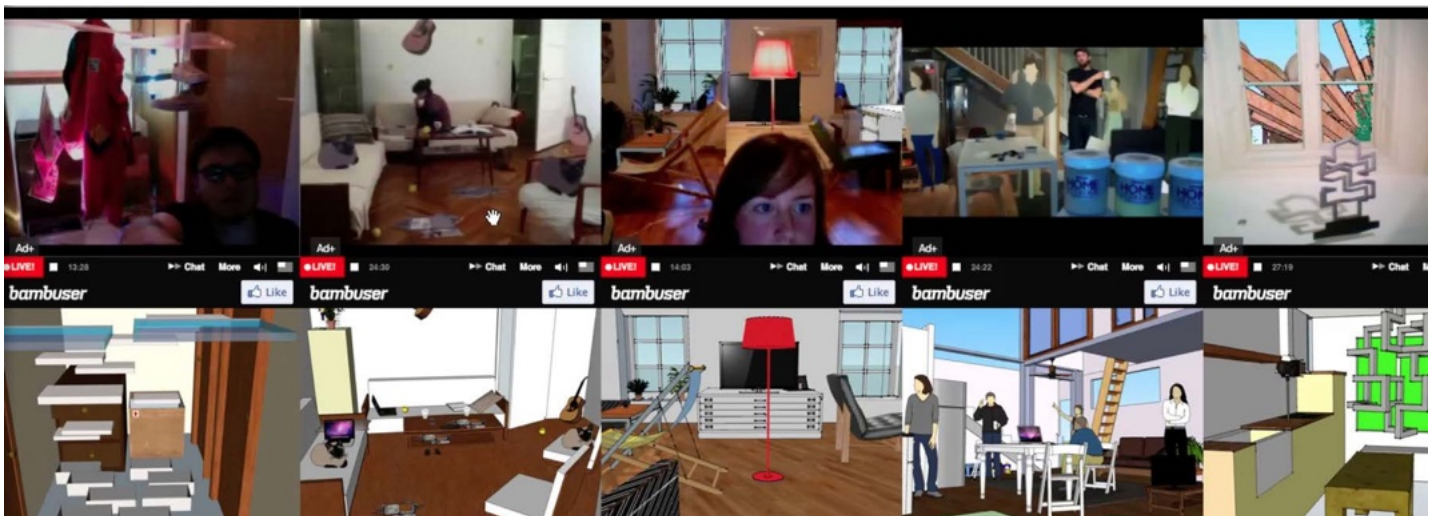 Ad+
Ad+
Ad+
Ad+
Ad+
HOME
HOME
HOM
LIVE! 13:28 Chat More
LIVE! 24:30 Chat More
LIVE! 14:03 Chat More
LIVE! 24:22 Chat More
LIVE! 27:19 Chat M
bambuser Like
bambuser Like
bambuser Like
bambuser Like
bambuser